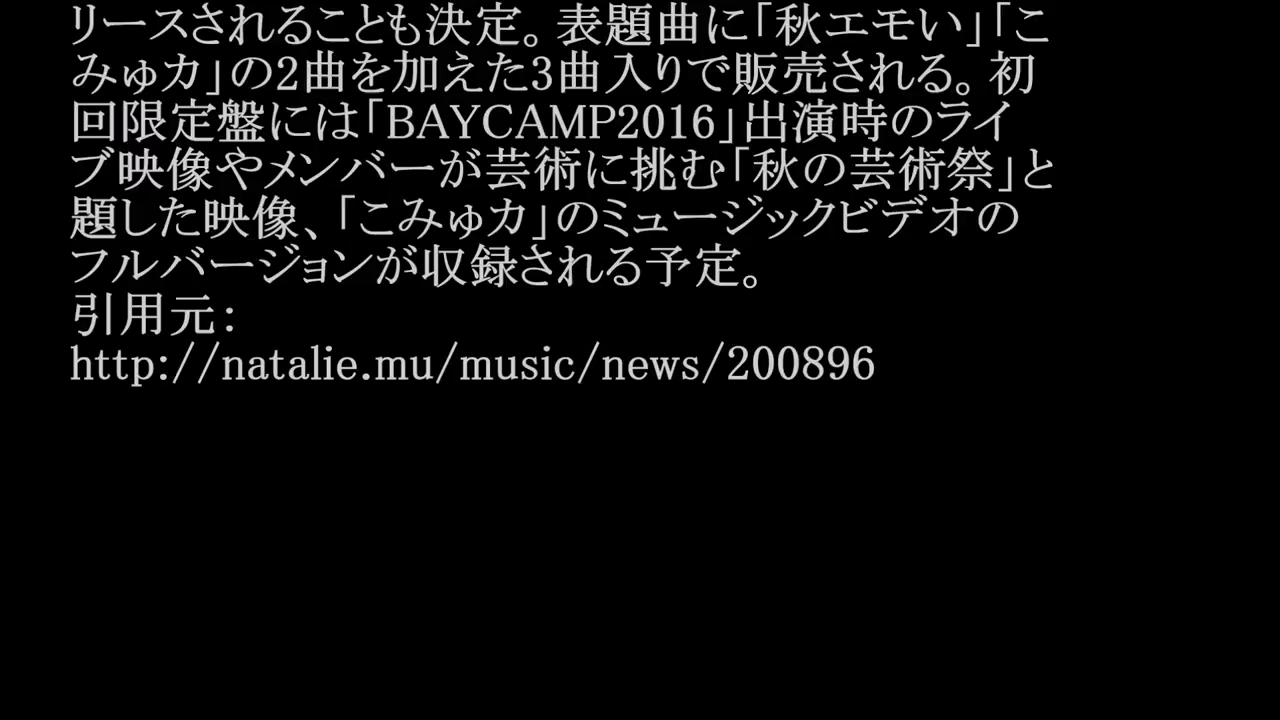 リースされることも決定。表題曲に「秋エモい」「こ
みゅカ」の2曲を加えた3曲入りで販売される。初
回限定盤には「BAYCAMP2016」出演時のライ
ブ映像やメンバーが芸術に挑む「秋の芸術祭」と
題した映像、「こみゅカ」のミュージックビデオの
フルバージョンが収録される予定。
引用元：
http://natalie.mu/music/news/200896